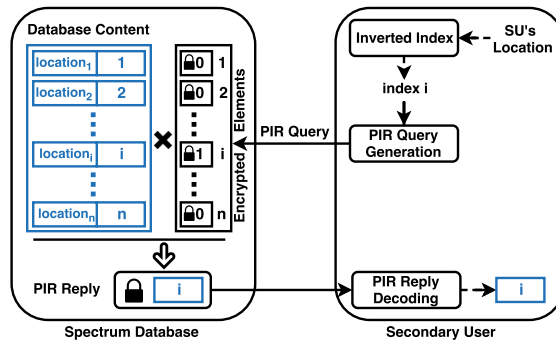 Database Content
location1 1
location2 2
locationi i
locationn n
0 1
0 2
1 i
0 n
Encrypted Elements
PIR Query
PIR Reply
i
Spectrum Database
Inverted Index
SU's
Location
index i
PIR Query
Generation
PIR Reply
Decoding
i
Secondary User